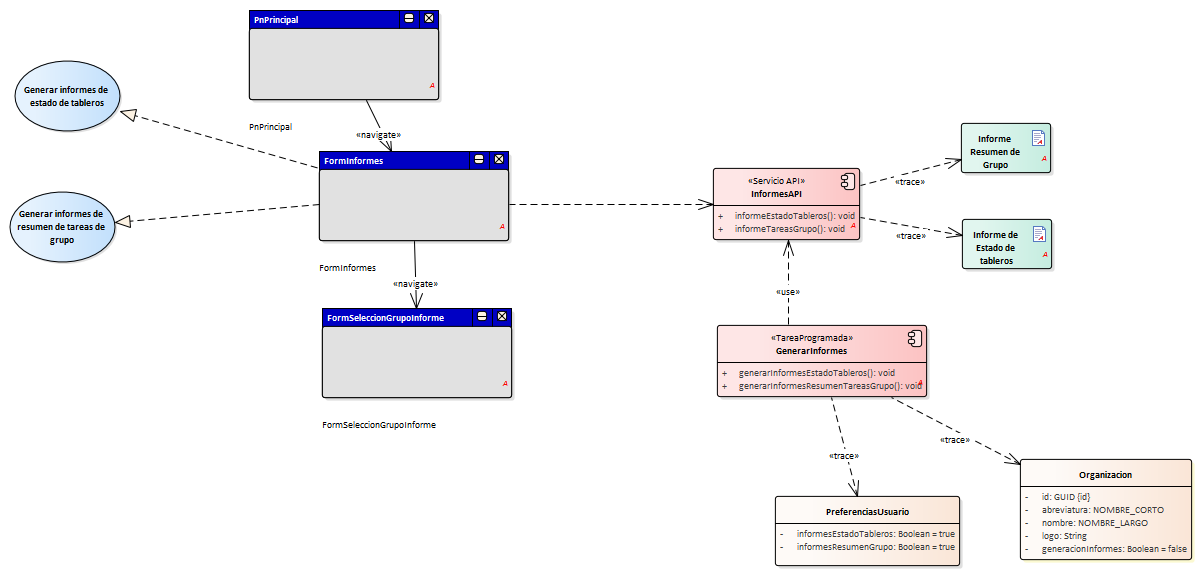 PnPrincipal
A
PnPrincipal
Generar informes de
estado de tableros
«navigate»
FormInformes
A
FormInformes
Generar informes de
resumen de tareas de
grupo
«navigate»
FormSeleccionGrupoInforme
A
FormSeleccionGrupoInforme
«Servicio API»
InformesAPI
+ informeEstadoTableros(): void
+ informeTareasGrupo(): void
A
«trace»
Informe
Resumen de
Grupo
A
«trace»
Informe de
Estado de
tableros
A
«use»
«TareaProgramada»
GenerarInformes
+ generarInformesEstadoTableros(): void
+ generarInformesResumenTareasGrupo(): void
A
«trace»
«trace»
PreferenciasUsuario
- informesEstadoTableros: Boolean = true
- informesResumenGrupo: Boolean = true
Organizacion
- id: GUID {id}
- abreviatura: NOMBRE_CORTO
- nombre: NOMBRE_LARGO
- logo: String
- generacionInformes: Boolean = false